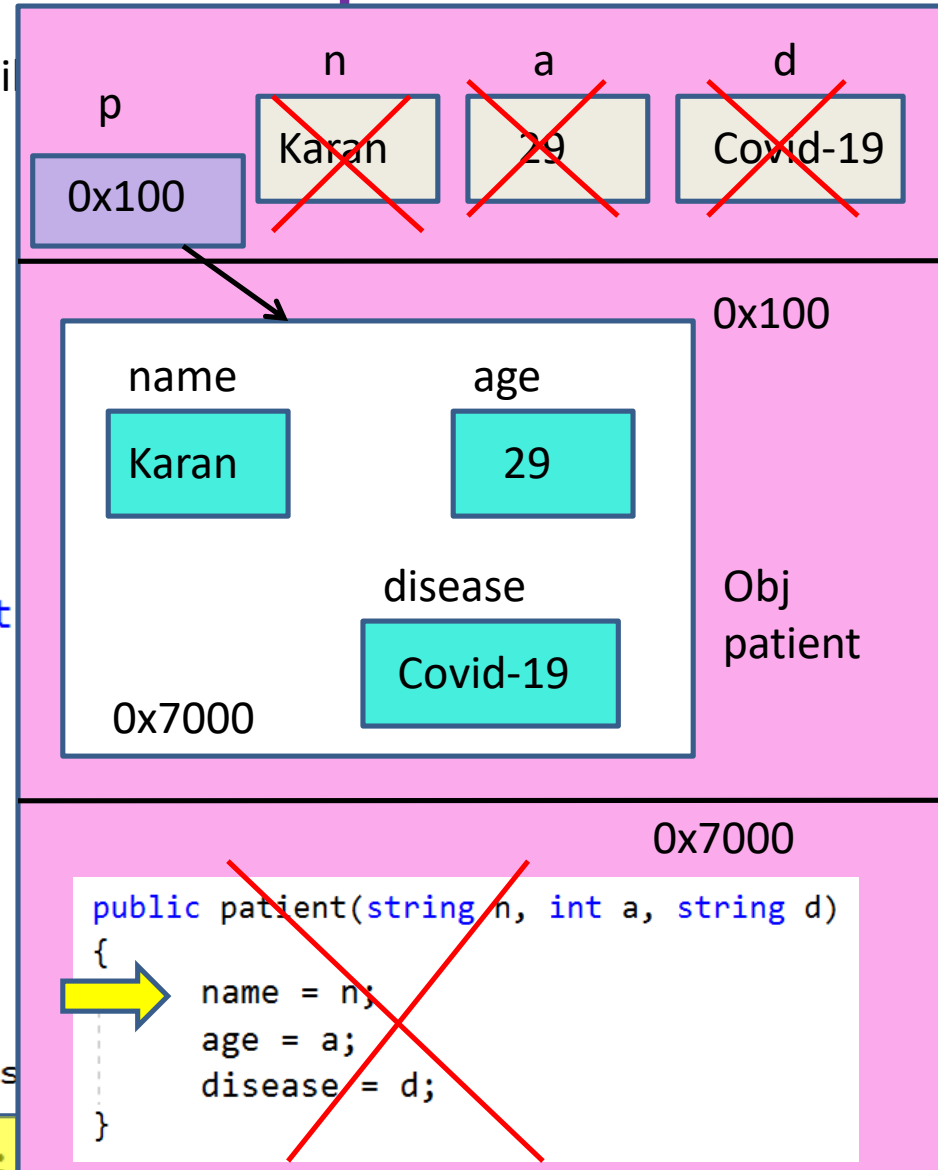 n a d
p
Karan 29 Covid-19
0x100
0x100
name age
Karan 29
disease
Obj
patient
Covid-19
0x7000
0x7000
public patient(string n, int a, string d)
{
name = n;
age = a;
disease = d;
}